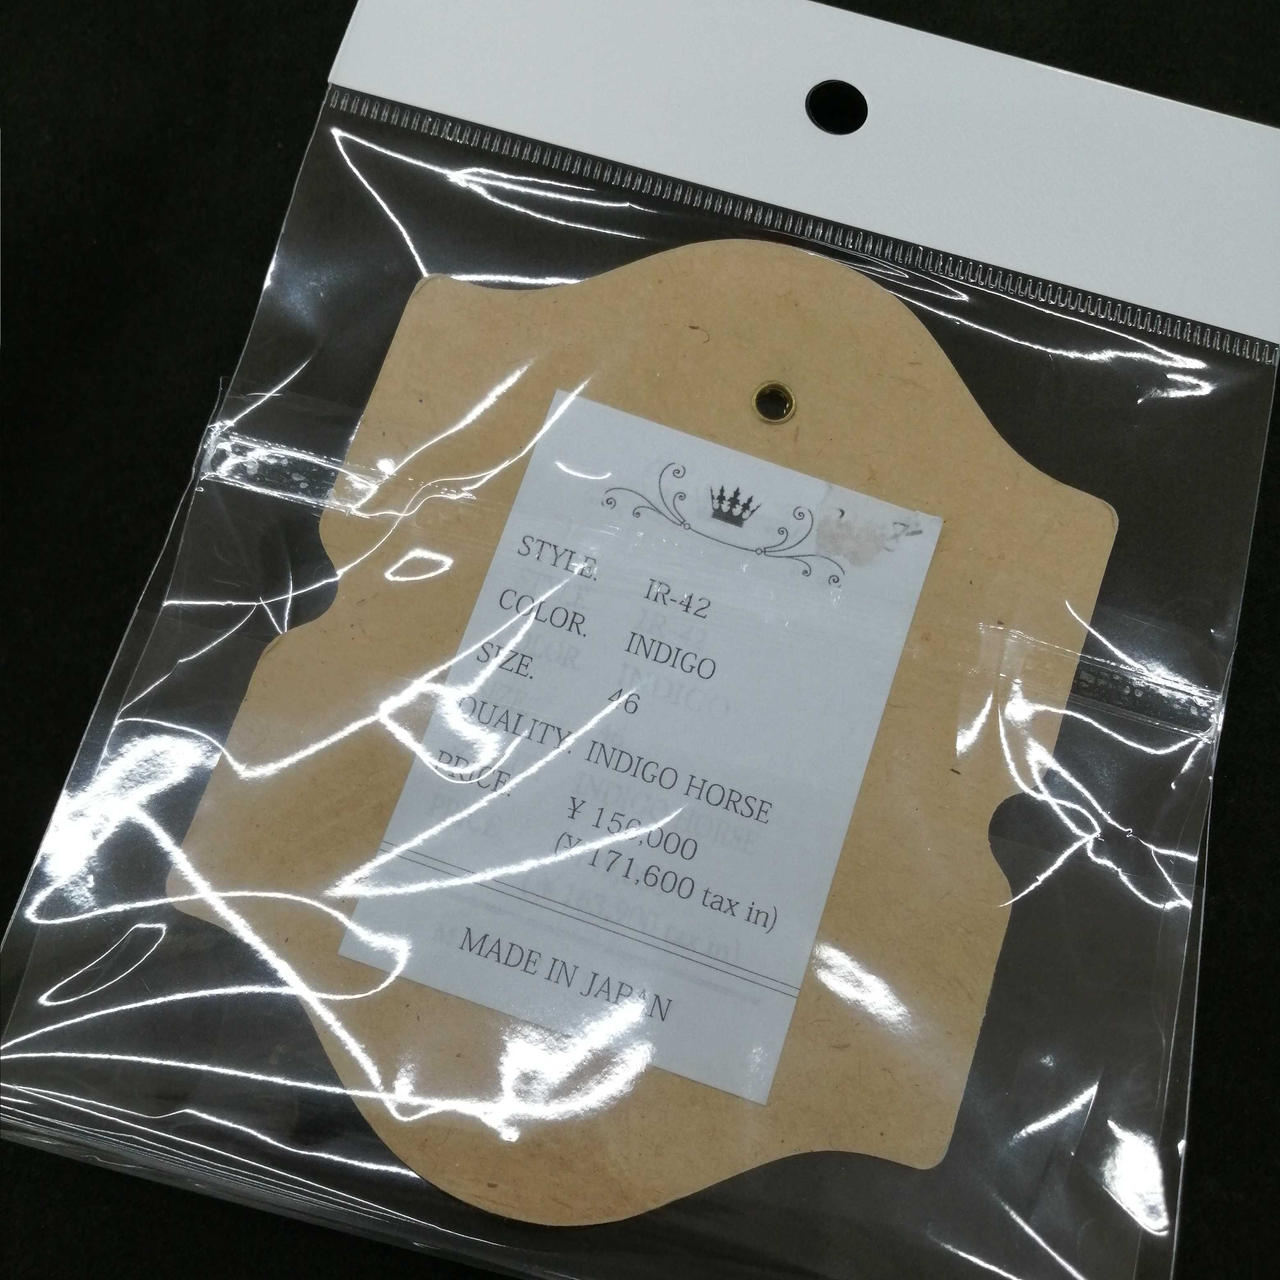 STYLE. IR-42
COLOR. INDIGO
SIZE. 46
QUALITY. INDIGO HORSE
PRICE. ¥ 156,000
(¥ 171,600 tax in)
MADE IN JAPAN